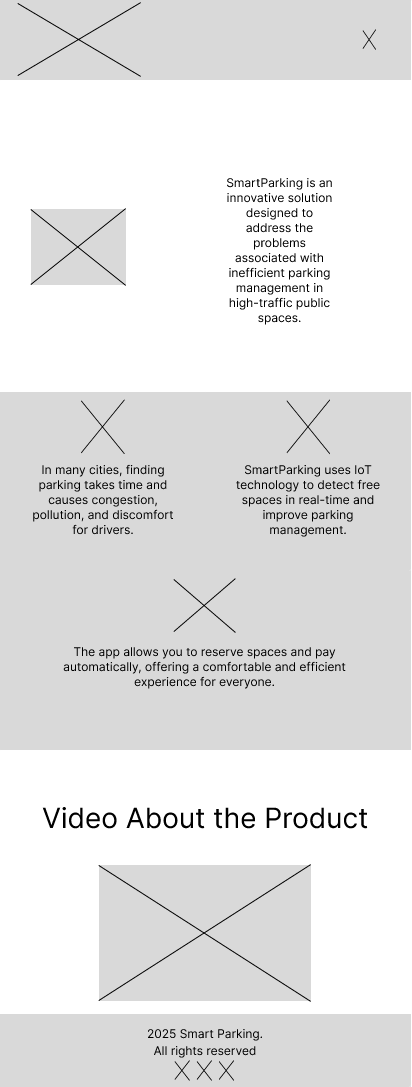 SmartParking is an
innovative solution
designed to
address the
problems
associated with
inefficient parking
management in
high-traffic public
spaces.
In many cities, finding
parking takes time and
causes congestion,
pollution, and discomfort
for drivers.
SmartParking uses IoT
technology to detect free
spaces in real-time and
improve parking
management.
The app allows you to reserve spaces and pay
automatically, offering a comfortable and efficient
experience for everyone.
Video About the Product
2025 Smart Parking.
All rights reserved